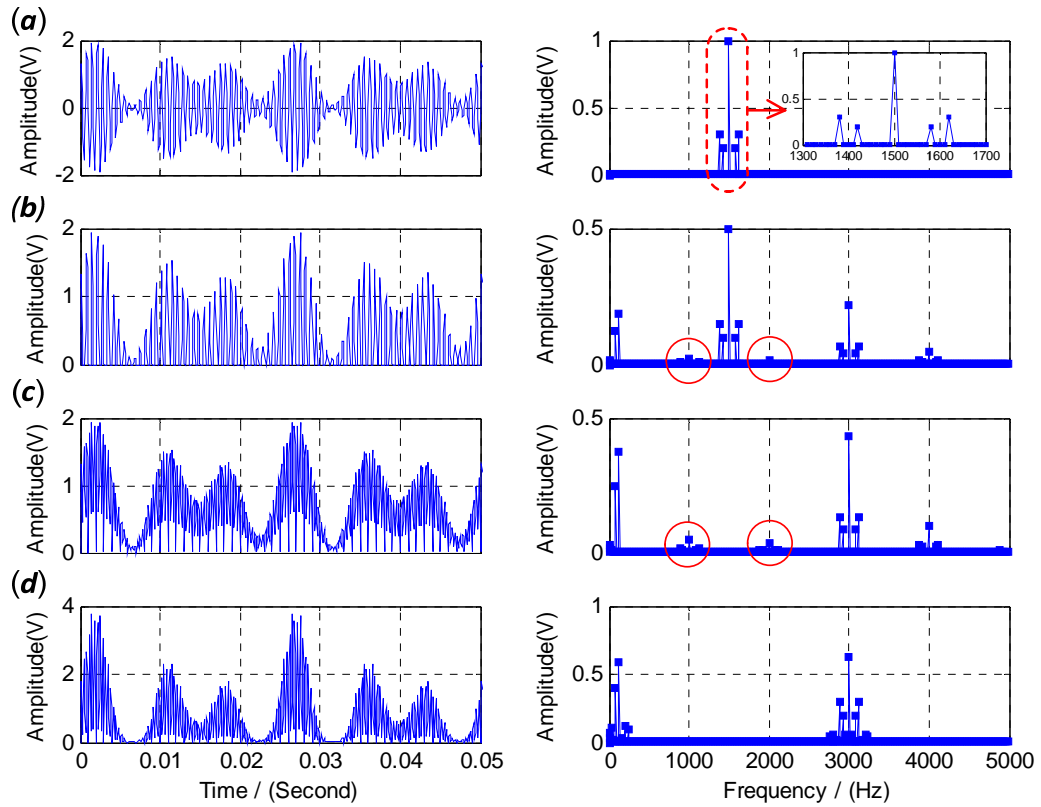 (a)
Amplitude(V)
2
0
-2
Amplitude(V)
1
0.5
0
1
0.5
0
1300 1400 1500 1600 1700
(b)
Amplitude(V)
2
1
0
Amplitude(V)
0.5
0
(c)
Amplitude(V)
2
1
0
Amplitude(V)
0.5
0
(d)
Amplitude(V)
4
2
0
0 0.01 0.02 0.03 0.04 0.05
Time / (Second)
Amplitude(V)
1
0.5
0
0 1000 2000 3000 4000 5000
Frequency / (Hz)